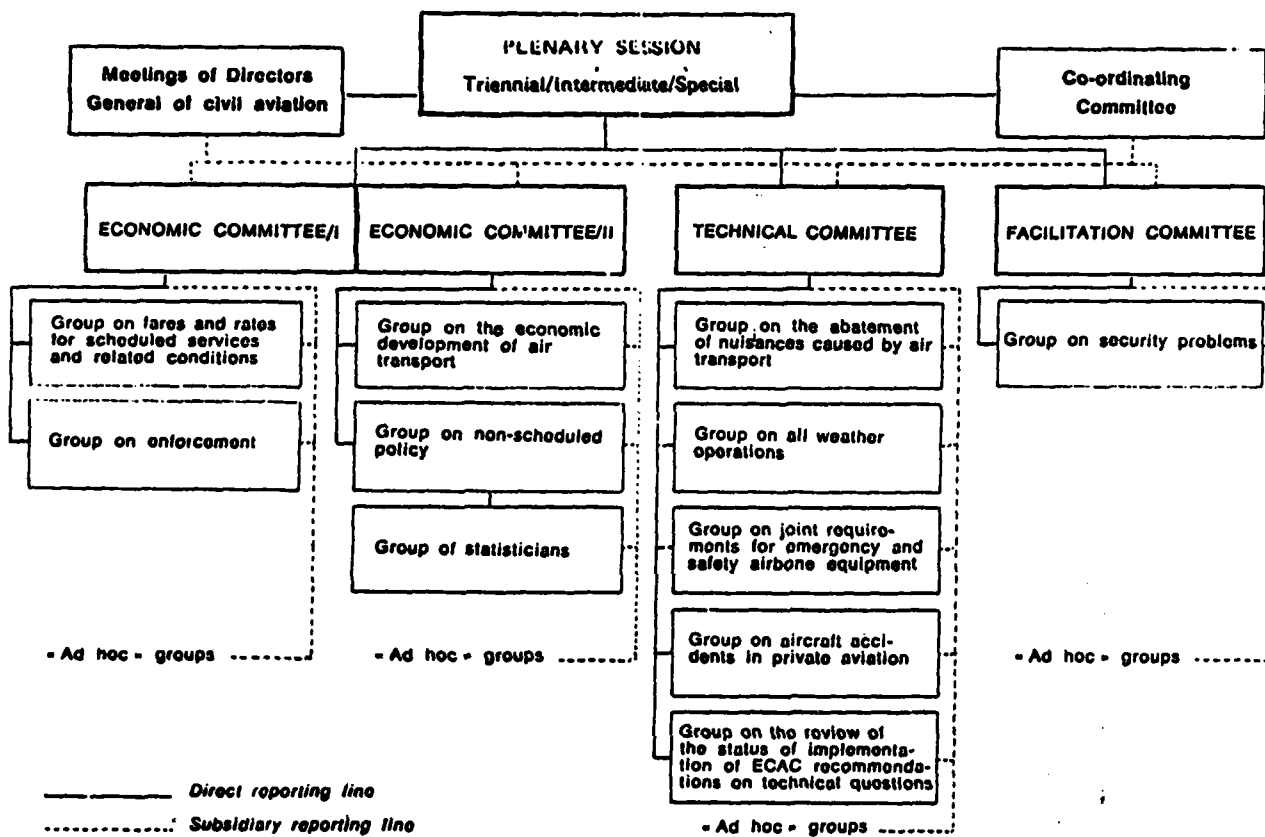 PLENARY SESSION
Triennial/Intermediate/Special
Meetings of Directors
General of civil aviation
Co-ordinating
Committee
ECONOMIC COMMITTEE/I
ECONOMIC COMMITTEE/II
TECHNICAL COMMITTEE
FACILITATION COMMITTEE
Group on fares and rates
for scheduled services
and related conditions
Group on enforcement
« Ad hoc » groups
Group on the economic
development of air
transport
Group on non-scheduled
policy
Group of statisticians
« Ad hoc » groups
Group on the abatement
of nuisances caused by air
transport
Group on all weather
operations
Group on joint require-
ments for emergency and
safety airbone equipment
Group on aircraft acci-
dents in private aviation
Group on the review of
the status of implementa-
tion of ECAC recommenda-
tions on technical questions
« Ad hoc » groups
Group on security problems
« Ad hoc » groups
Direct reporting line
Subsidiary reporting line